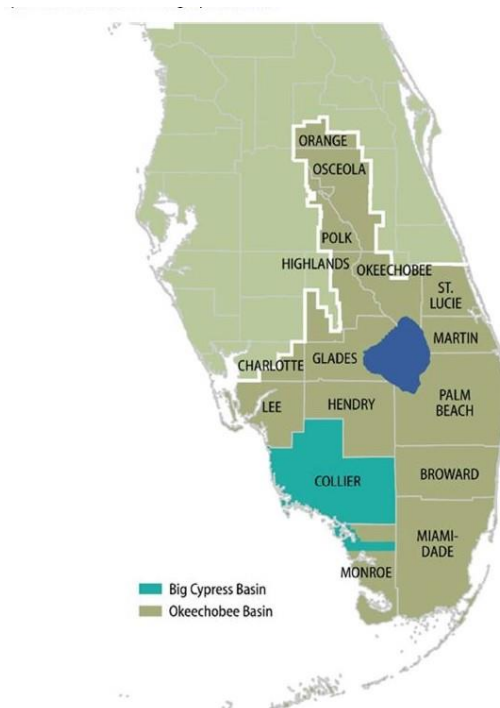 ORANGE
OSCEOLA
POLK
HIGHLANDS
OKEECHOBEE
ST.
LUCIE
MARTIN
CHARLOTTE
GLADES
PALM
BEACH
LEE
HENDRY
COLLIER
BROWARD
MIAMI-
DADE
MONROE
Big Cypress Basin
Okeechobee Basin